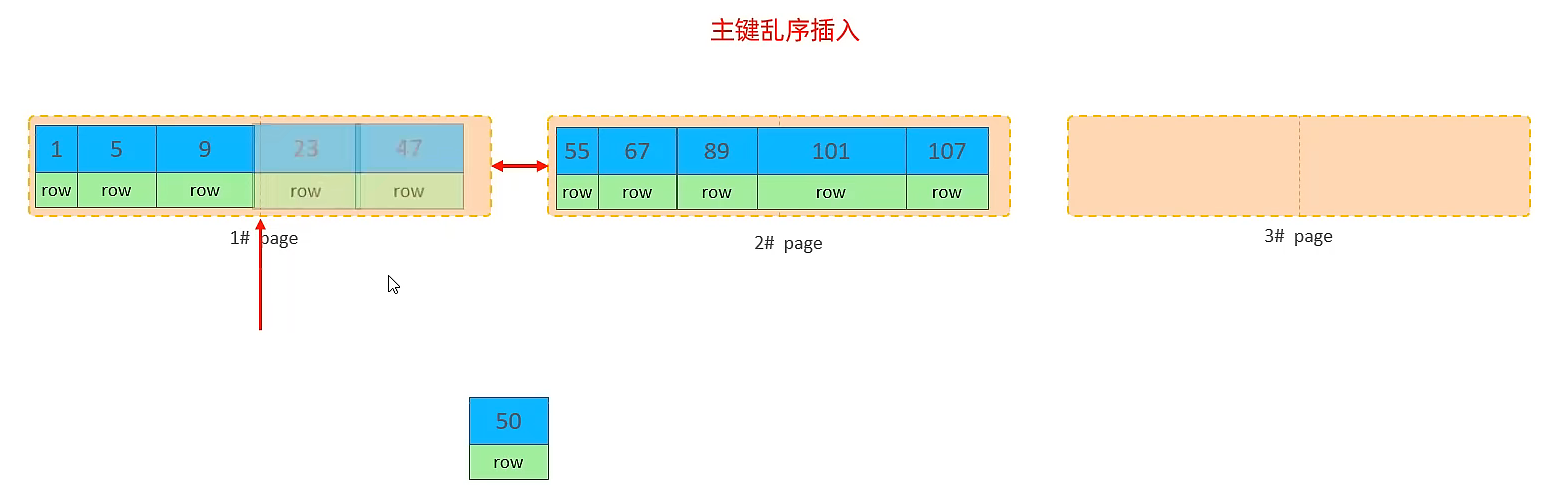 主键乱序插入
1 5 9 23 47
row row row row row
55 67 89 101 107
row row row row row
1# page
2# page
3# page
50
row